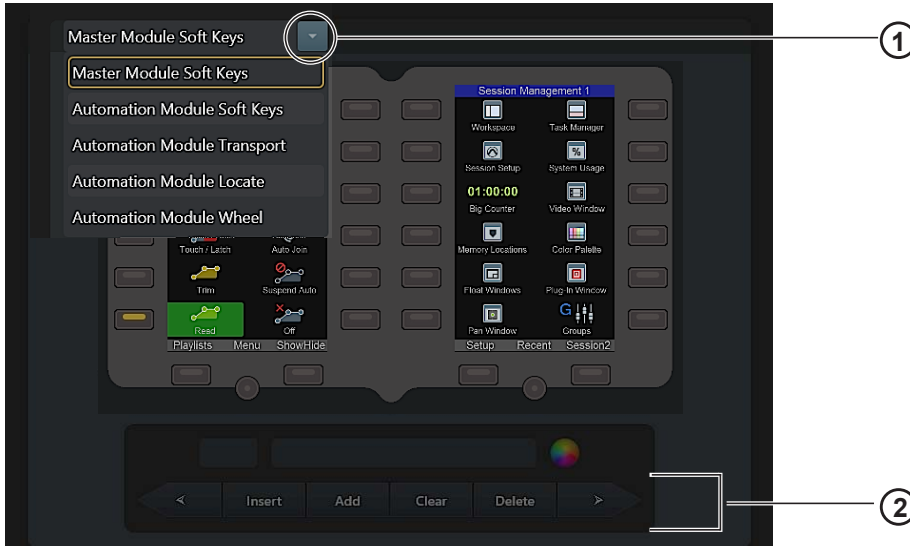 Master Module Soft Keys
1
Master Module Soft Keys
Automation Module Soft Keys
Automation Module Transport
Automation Module Locate
Automation Module Wheel
Session Management 1
Workspace Task Manager
Session Setup System Usage
%
01:00:00
Big Counter Video Window
Memory Locations Color Palette
Float Windows Plug-In Window
G
Pan Window Groups
Setup Recent Session2
Touch / Latch Auto Join
Trim Suspend Auto
Read Off
Playlists Menu ShowHide
< Insert Add Clear Delete >
2